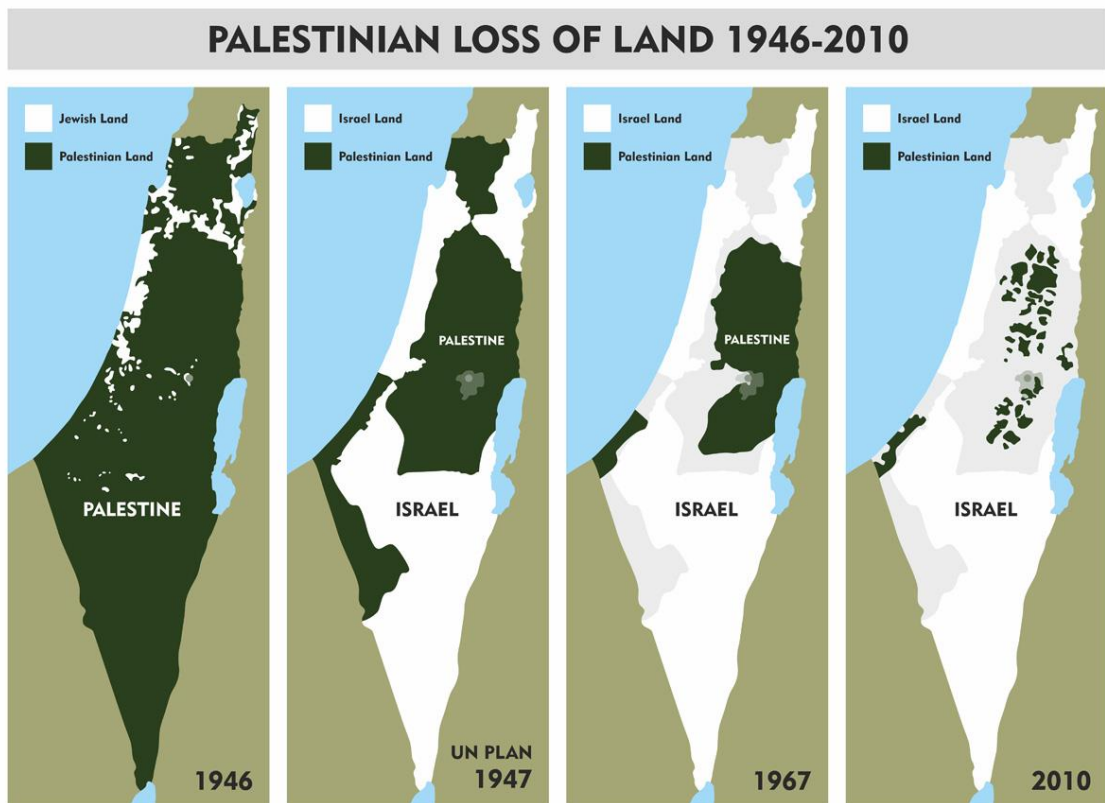 PALESTINIAN LOSS OF LAND 1946-2010
Jewish Land
Palestinian Land
PALESTINE
1946
Israel Land
Palestinian Land
PALESTINE
ISRAEL
UN PLAN
1947
Israel Land
Palestinian Land
PALESTINE
ISRAEL
1967
Israel Land
Palestinian Land
ISRAEL
2010